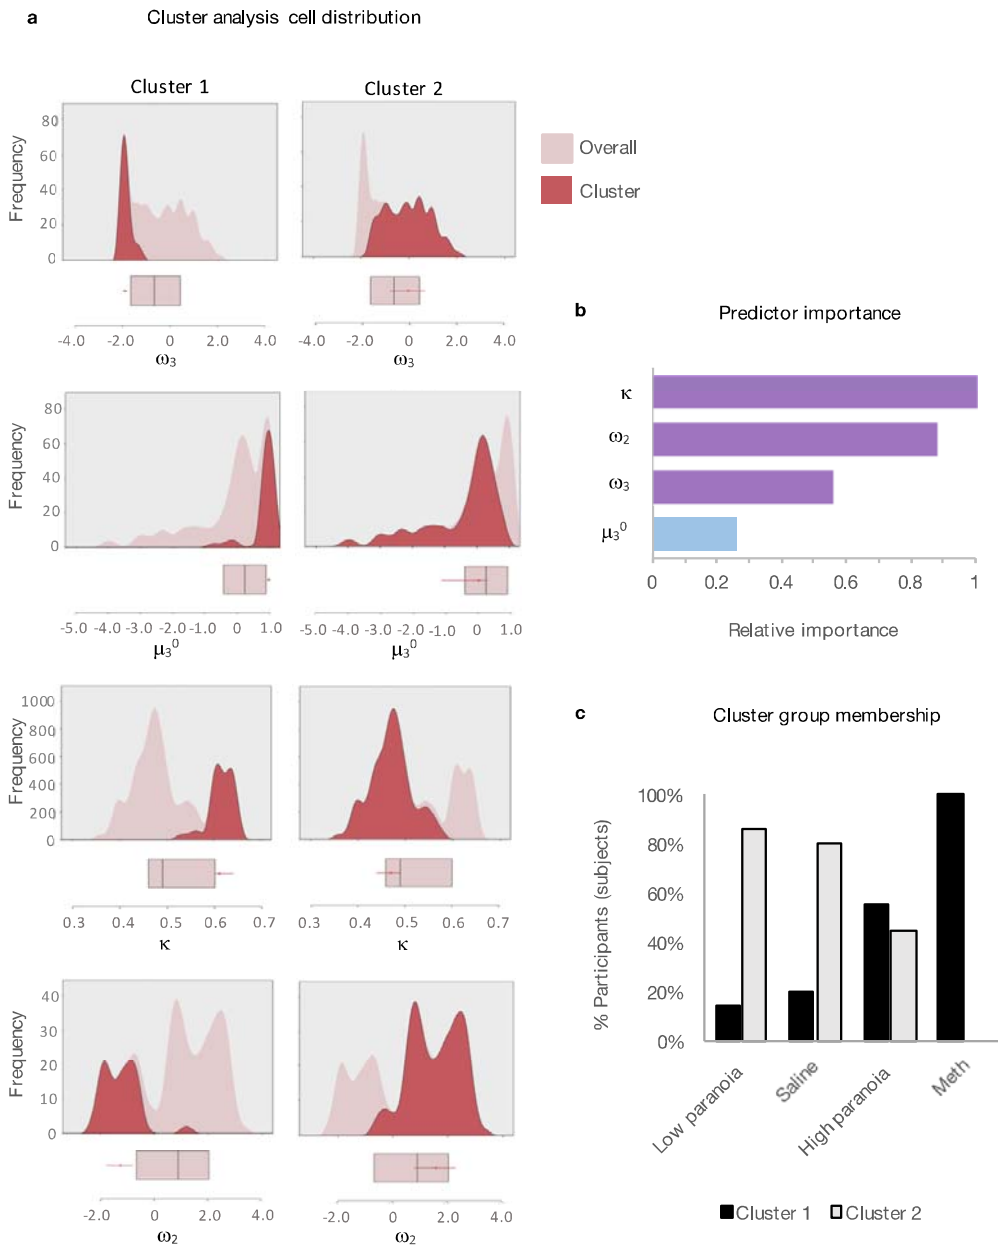 a Cluster analysis cell distribution
Cluster 1 Cluster 2
Overall
Cluster
Frequency
80
60
40
20
0
-4.0 -2.0 0 2.0 4.0 -4.0 -2.0 0 2.0 4.0
ω3 ω3
Frequency
80
60
40
20
0
-5.0 -4.0 -3.0 -2.0 -1.0 0 1.0 -5.0 -4.0 -3.0 -2.0 -1.0 0 1.0
μ3⁰ μ3⁰
Frequency
1000
800
600
400
200
0
0.3 0.4 0.5 0.6 0.7 0.3 0.4 0.5 0.6 0.7
κ κ
Frequency
40
30
20
10
0
-2.0 0 2.0 4.0 -2.0 0 2.0 4.0
ω2 ω2
b Predictor importance
κ
ω2
ω3
μ3⁰
0 0.2 0.4 0.6 0.8 1
Relative importance
c Cluster group membership
% Participants (subjects)
100%
80%
60%
40%
20%
0%
Low paranoia Saline High paranoia Meth
Cluster 1 Cluster 2